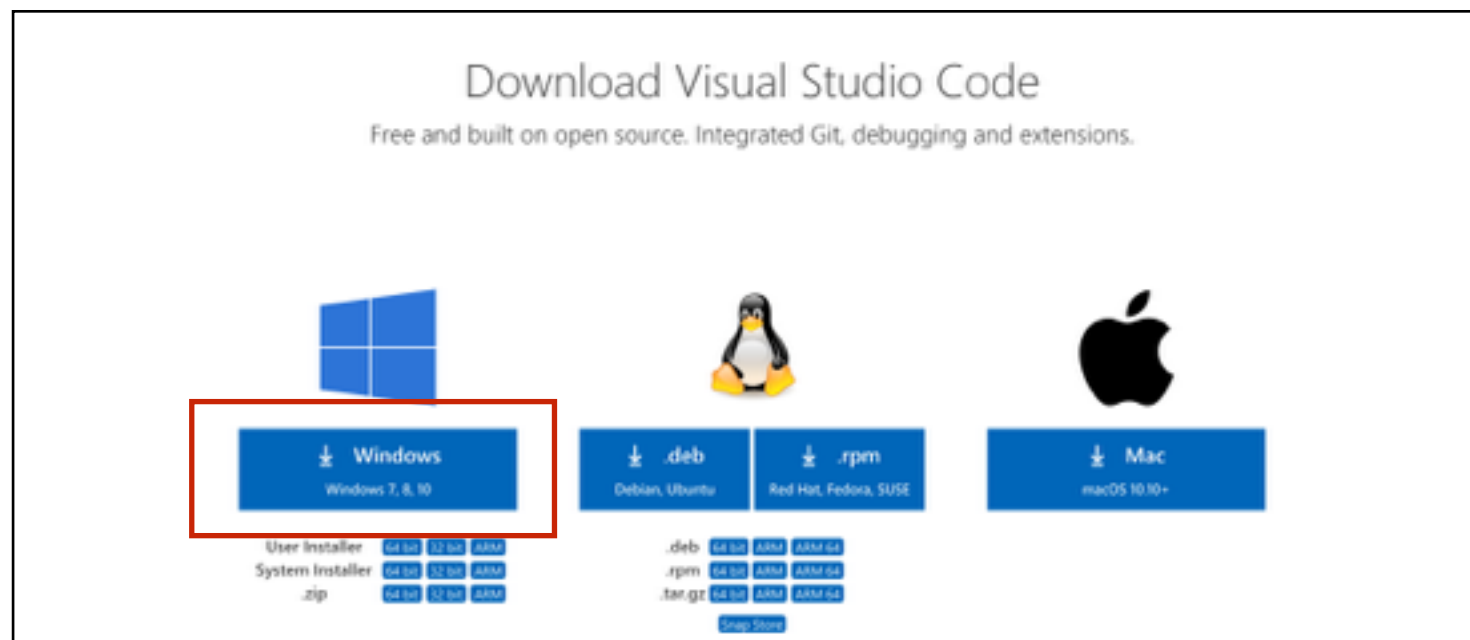 Download Visual Studio Code
Free and built on open source. Integrated Git, debugging and extensions.
Windows
Windows 7, 8, 10
.deb
Debian, Ubuntu
.rpm
Red Hat, Fedora, SUSE
Mac
macOS 10.10+
User Installer 64 bit 32 bit ARM
System Installer 64 bit 32 bit ARM
.zip 64 bit 32 bit ARM
.deb 64 bit ARM ARM 64
.rpm 64 bit ARM ARM 64
.tar.gz 64 bit ARM ARM 64
Snap Store